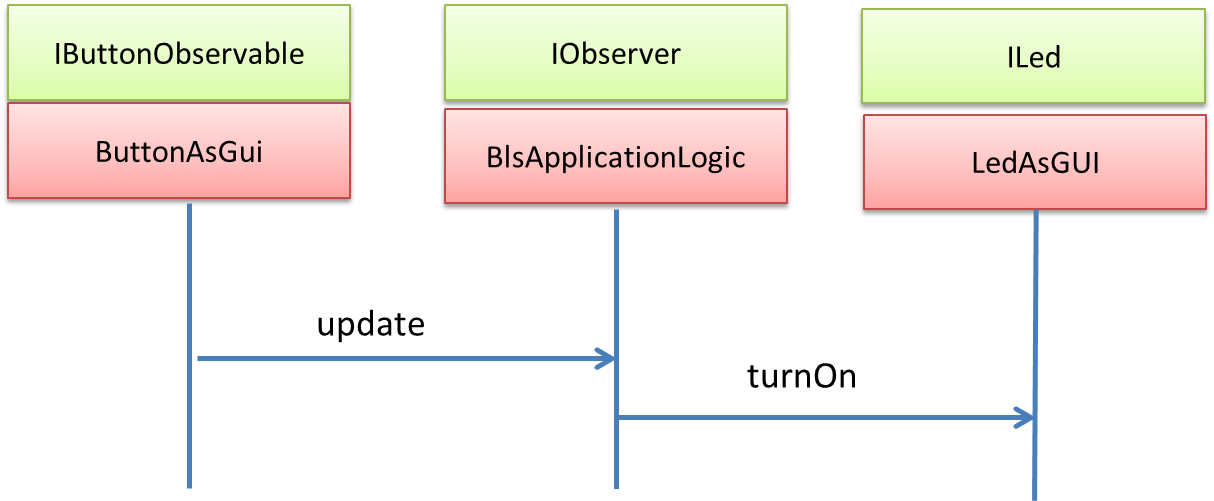 IButtonObservable
IObserver
ILed
ButtonAsGui
BlsApplicationLogic
LedAsGUI
update
turnOn